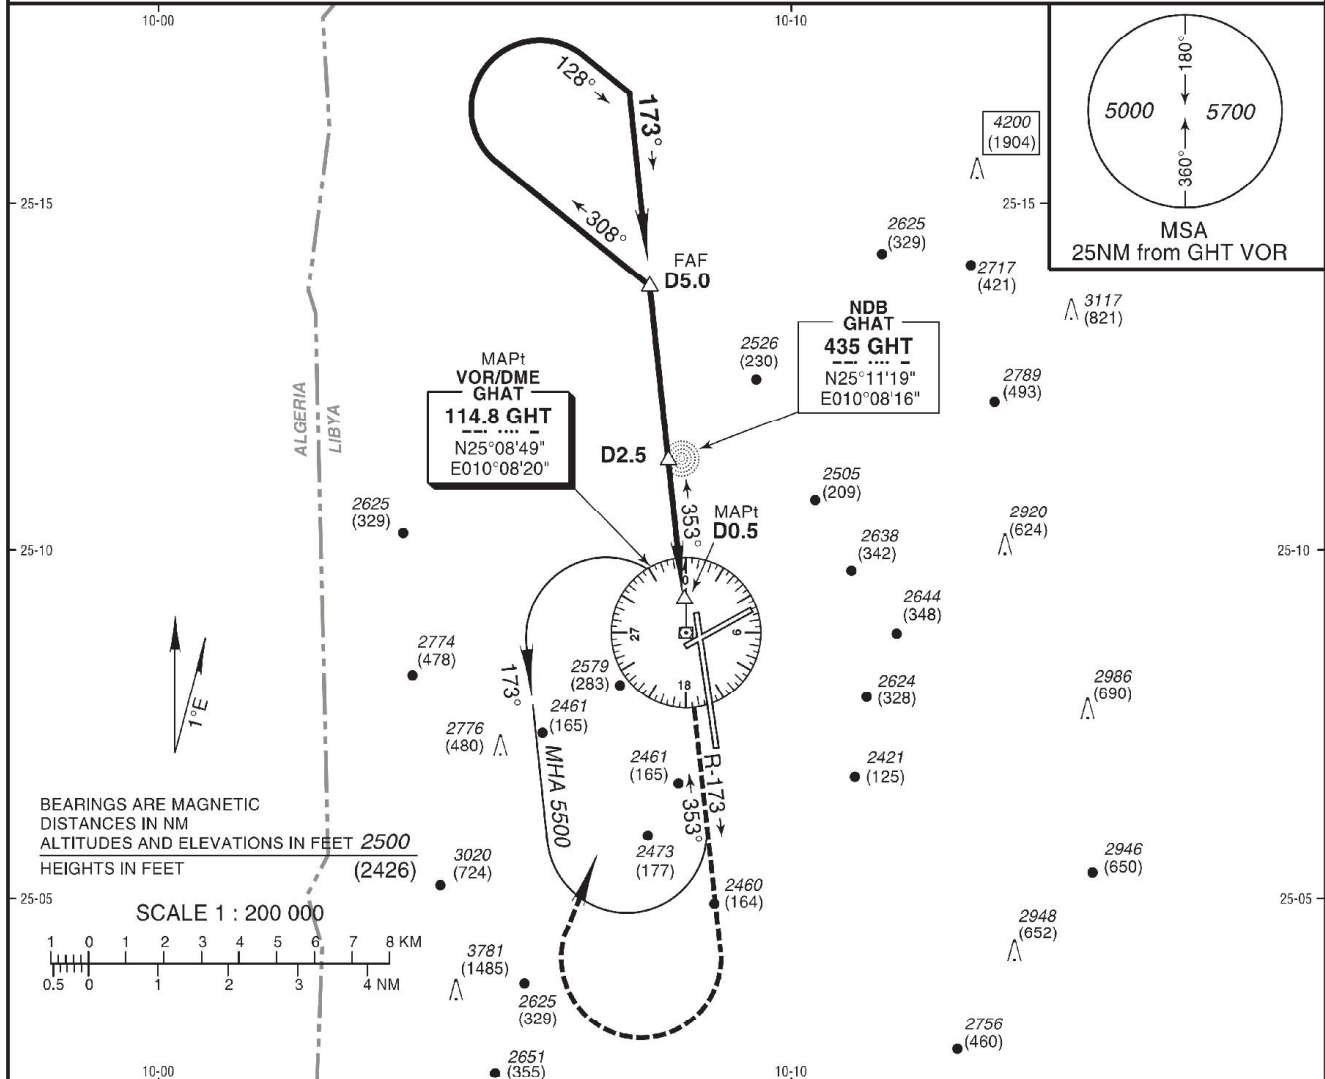 10-00
10-10
128°
173°
308°
4200
(1904)
5000
5700
180°
360°
MSA
25NM from GHT VOR
25-15
25-15
2625
(329)
2717
(421)
3117
(821)
FAF
D5.0
NDB
GHAT
435 GHT
N25°11'19"
E010°08'16"
2526
(230)
2789
(493)
MAPt
VOR/DME
GHAT
114.8 GHT
N25°08'49"
E010°08'20"
ALGERIA
LIBYA
D2.5
2505
(209)
2625
(329)
353°
MAPt
D0.5
2920
(624)
2638
(342)
25-10
25-10
0
27
9
18
2644
(348)
2774
(478)
2579
(283)
173°
2624
(328)
2986
(690)
2461
(165)
2776
(480)
MHA 5500
2461
(165)
R-173
353°
2421
(125)
1°E
BEARINGS ARE MAGNETIC
DISTANCES IN NM
ALTITUDES AND ELEVATIONS IN FEET 2500
HEIGHTS IN FEET (2426)
2473
(177)
3020
(724)
2946
(650)
2460
(164)
25-05
25-05
SCALE 1 : 200 000
1 0 1 2 3 4 5 6 7 8 KM
0.5 0 1 2 3 4 NM
2948
(652)
3781
(1485)
2625
(329)
2756
(460)
2651
(355)
10-00
10-10